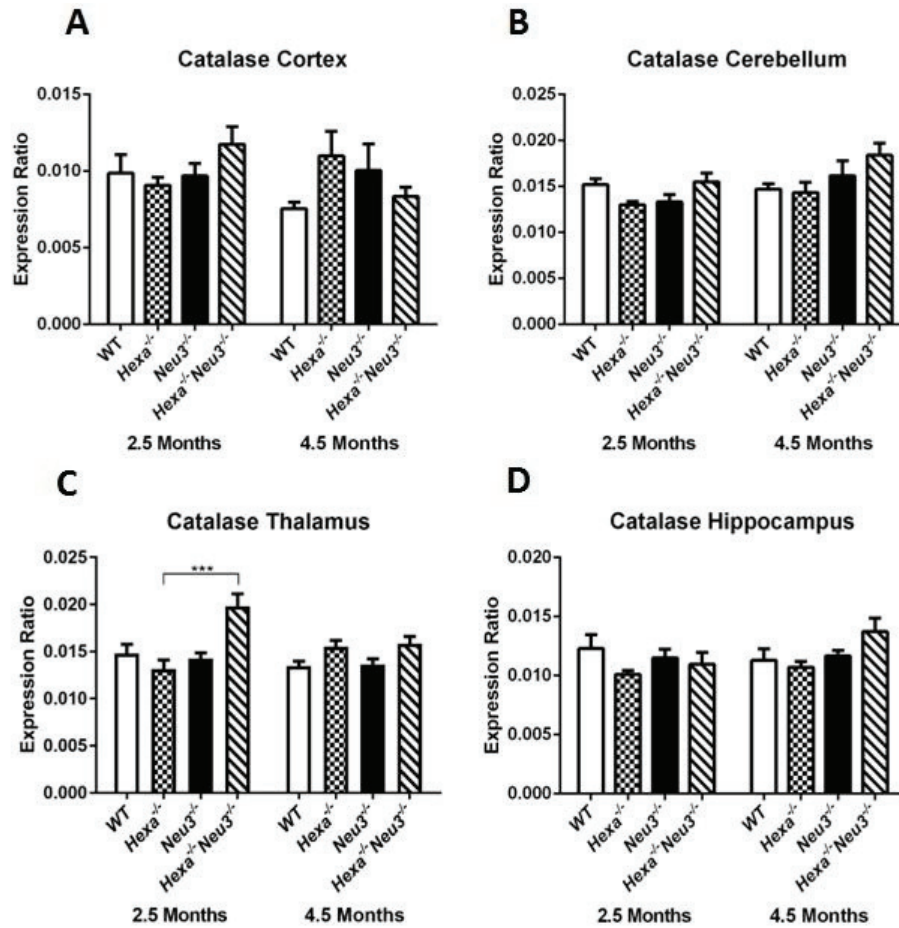 A
Catalase Cortex
Expression Ratio
0.015
0.010
0.005
0.000
WT
Hexa-/-
Neu3-/-
Hexa-/-Neu3-/-
WT
Hexa-/-
Neu3-/-
Hexa-/-Neu3-/-
2.5 Months
4.5 Months
B
Catalase Cerebellum
Expression Ratio
0.025
0.020
0.015
0.010
0.005
0.000
WT
Hexa-/-
Neu3-/-
Hexa-/-Neu3-/-
WT
Hexa-/-
Neu3-/-
Hexa-/-Neu3-/-
2.5 Months
4.5 Months
C
Catalase Thalamus
Expression Ratio
0.025
0.020
0.015
0.010
0.005
0.000
***
WT
Hexa-/-
Neu3-/-
Hexa-/-Neu3-/-
WT
Hexa-/-
Neu3-/-
Hexa-/-Neu3-/-
2.5 Months
4.5 Months
D
Catalase Hippocampus
Expression Ratio
0.020
0.015
0.010
0.005
0.000
WT
Hexa-/-
Neu3-/-
Hexa-/-Neu3-/-
WT
Hexa-/-
Neu3-/-
Hexa-/-Neu3-/-
2.5 Months
4.5 Months